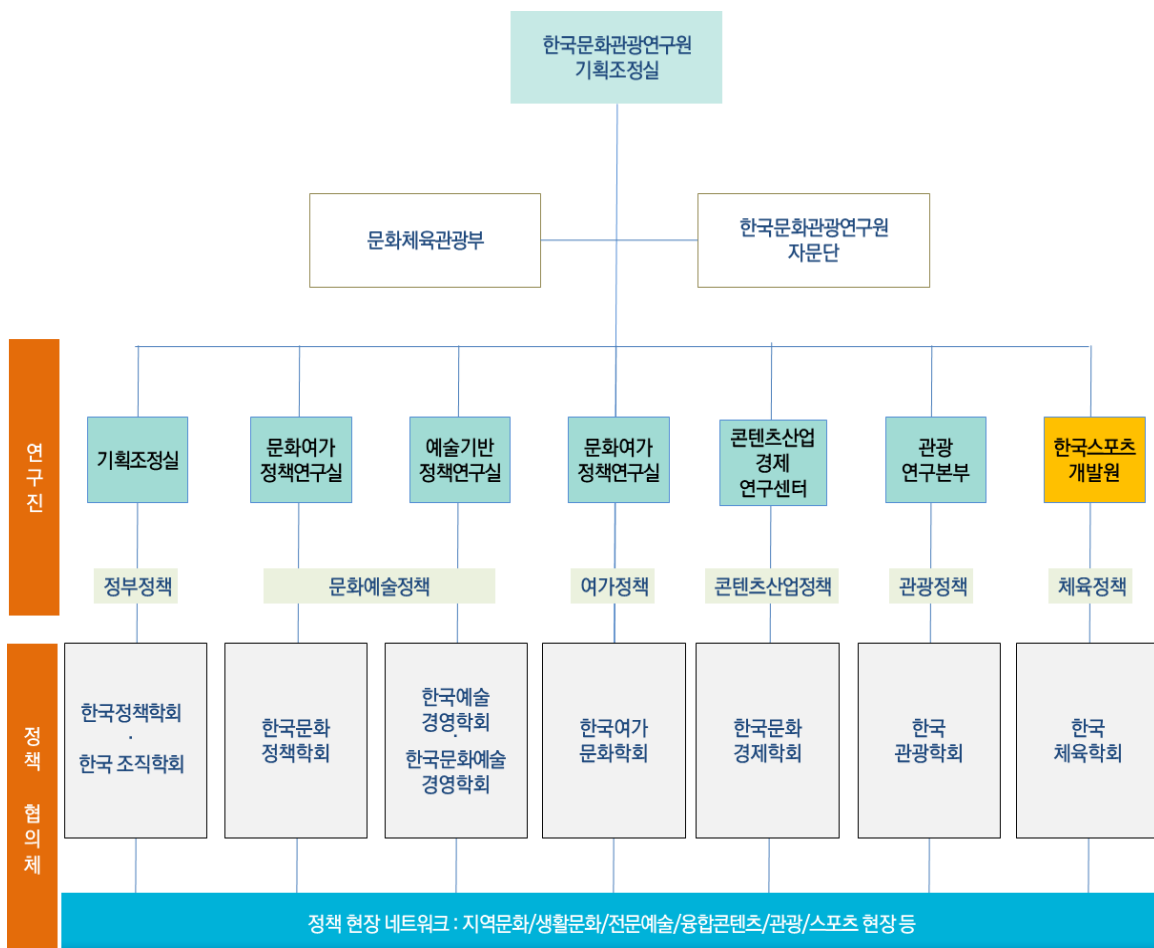 한국문화관광연구원
기획조정실
문화체육관광부
한국문화관광연구원
자문단
연구진
기획조정실
문화여가
정책연구실
예술기반
정책연구실
문화여가
정책연구실
콘텐츠산업
경제
연구센터
관광
연구본부
한국스포츠
개발원
정부정책
문화예술정책
여가정책
콘텐츠산업정책
관광정책
체육정책
정책 협의체
한국정책학회
·
한국 조직학회
한국문화
정책학회
한국예술
경영학회
·
한국문화예술
경영학회
한국여가
문화학회
한국문화
경제학회
한국
관광학회
한국
체육학회
정책 현장 네트워크 : 지역문화/생활문화/전문예술/융합콘텐츠/관광/스포츠 현장 등